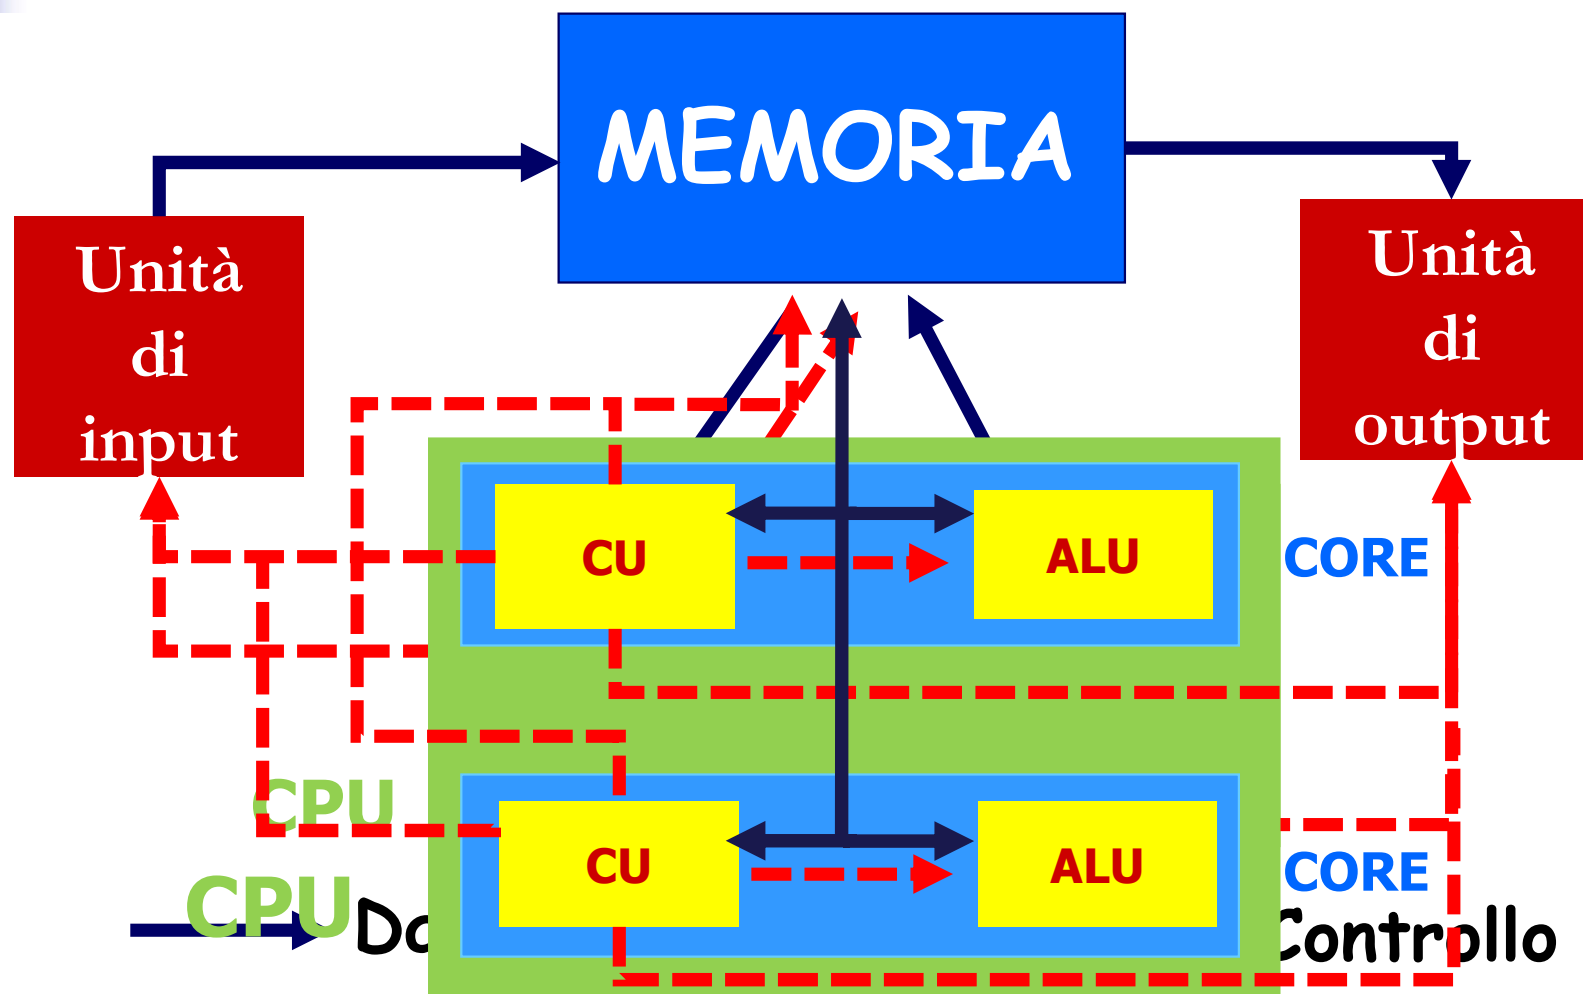 MEMORIA
Unità
di
input
Unità
di
output
CU
ALU
CORE
CPU
CU
ALU
CORE
CPU
Controllo